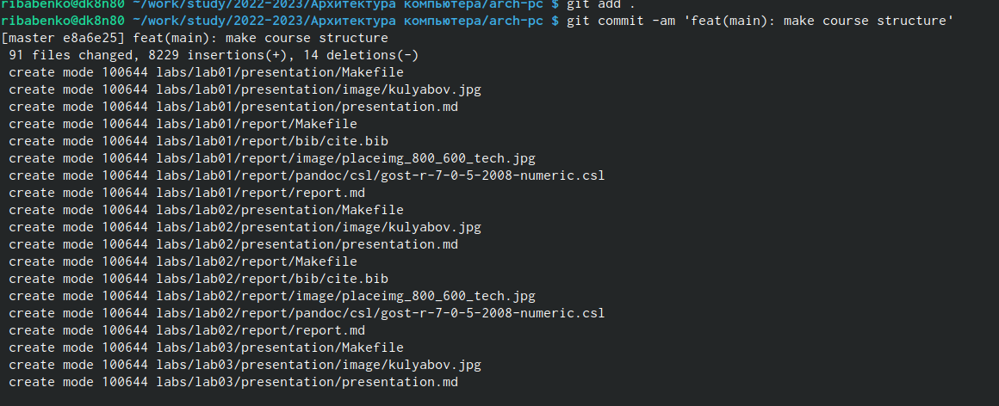 ribabenko@dk8n80 ~/work/study/2022-2023/Архитектура компьютера/arch-pc $ git add .
ribabenko@dk8n80 ~/work/study/2022-2023/Архитектура компьютера/arch-pc $ git commit -am 'feat(main): make course structure'
[master e8a6e25] feat(main): make course structure
 91 files changed, 8229 insertions(+), 14 deletions(-)
 create mode 100644 labs/lab01/presentation/Makefile
 create mode 100644 labs/lab01/presentation/image/kulyabov.jpg
 create mode 100644 labs/lab01/presentation/presentation.md
 create mode 100644 labs/lab01/report/Makefile
 create mode 100644 labs/lab01/report/bib/cite.bib
 create mode 100644 labs/lab01/report/image/placeimg_800_600_tech.jpg
 create mode 100644 labs/lab01/report/pandoc/csl/gost-r-7-0-5-2008-numeric.csl
 create mode 100644 labs/lab01/report/report.md
 create mode 100644 labs/lab02/presentation/Makefile
 create mode 100644 labs/lab02/presentation/image/kulyabov.jpg
 create mode 100644 labs/lab02/presentation/presentation.md
 create mode 100644 labs/lab02/report/Makefile
 create mode 100644 labs/lab02/report/bib/cite.bib
 create mode 100644 labs/lab02/report/image/placeimg_800_600_tech.jpg
 create mode 100644 labs/lab02/report/pandoc/csl/gost-r-7-0-5-2008-numeric.csl
 create mode 100644 labs/lab02/report/report.md
 create mode 100644 labs/lab03/presentation/Makefile
 create mode 100644 labs/lab03/presentation/image/kulyabov.jpg
 create mode 100644 labs/lab03/presentation/presentation.md